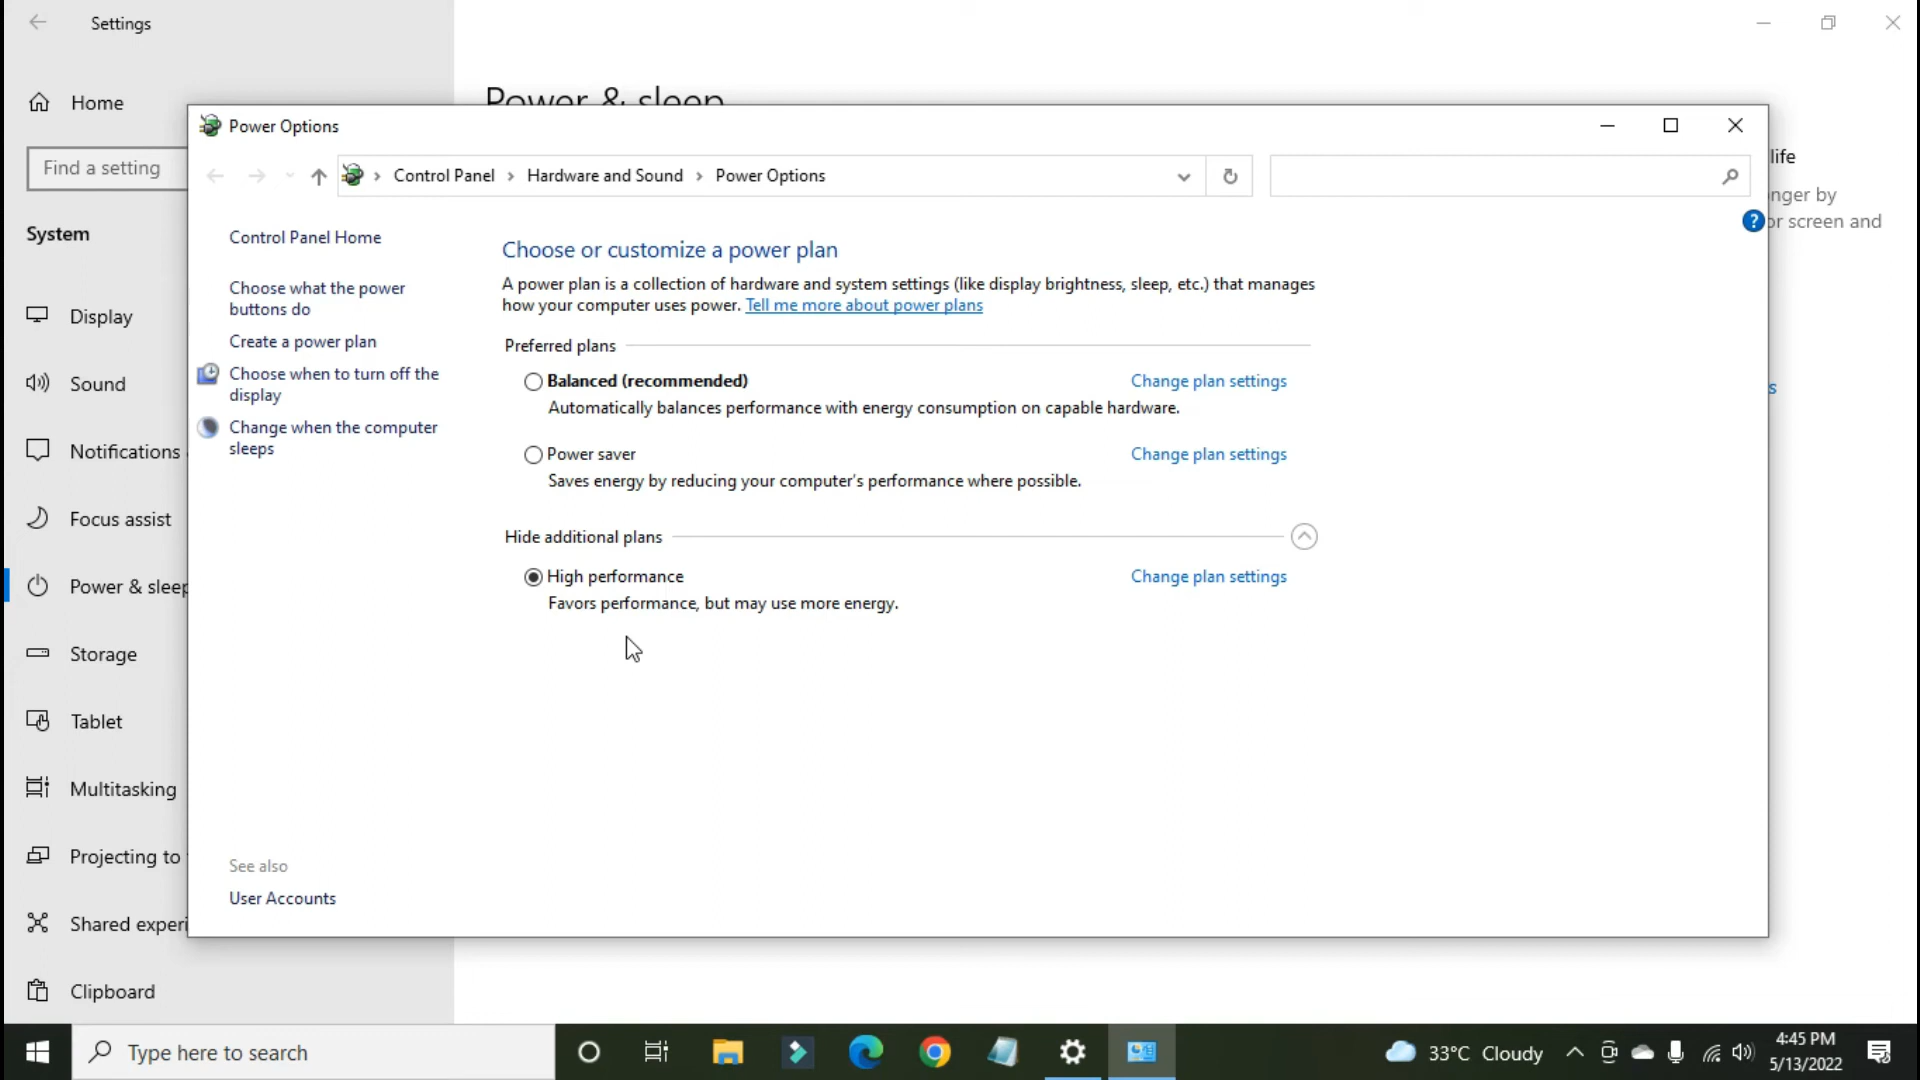 Settings
Home
Find a setting
System
Display
Sound
Notifications
Focus assist
Power & sleep
Storage
Tablet
Multitasking
Projecting to
Shared experi
Clipboard
Power & sleep
life
nger by
or screen and
s
Power Options
Control Panel › Hardware and Sound › Power Options
Control Panel Home
Choose what the power
buttons do
Create a power plan
Choose when to turn off the
display
Change when the computer
sleeps
See also
User Accounts
Choose or customize a power plan
A power plan is a collection of hardware and system settings (like display brightness, sleep, etc.) that manages
how your computer uses power. Tell me more about power plans
Preferred plans
Balanced (recommended) Change plan settings
Automatically balances performance with energy consumption on capable hardware.
Power saver Change plan settings
Saves energy by reducing your computer's performance where possible.
Hide additional plans
High performance Change plan settings
Favors performance, but may use more energy.
?
Type here to search
33°C Cloudy
4:45 PM
5/13/2022